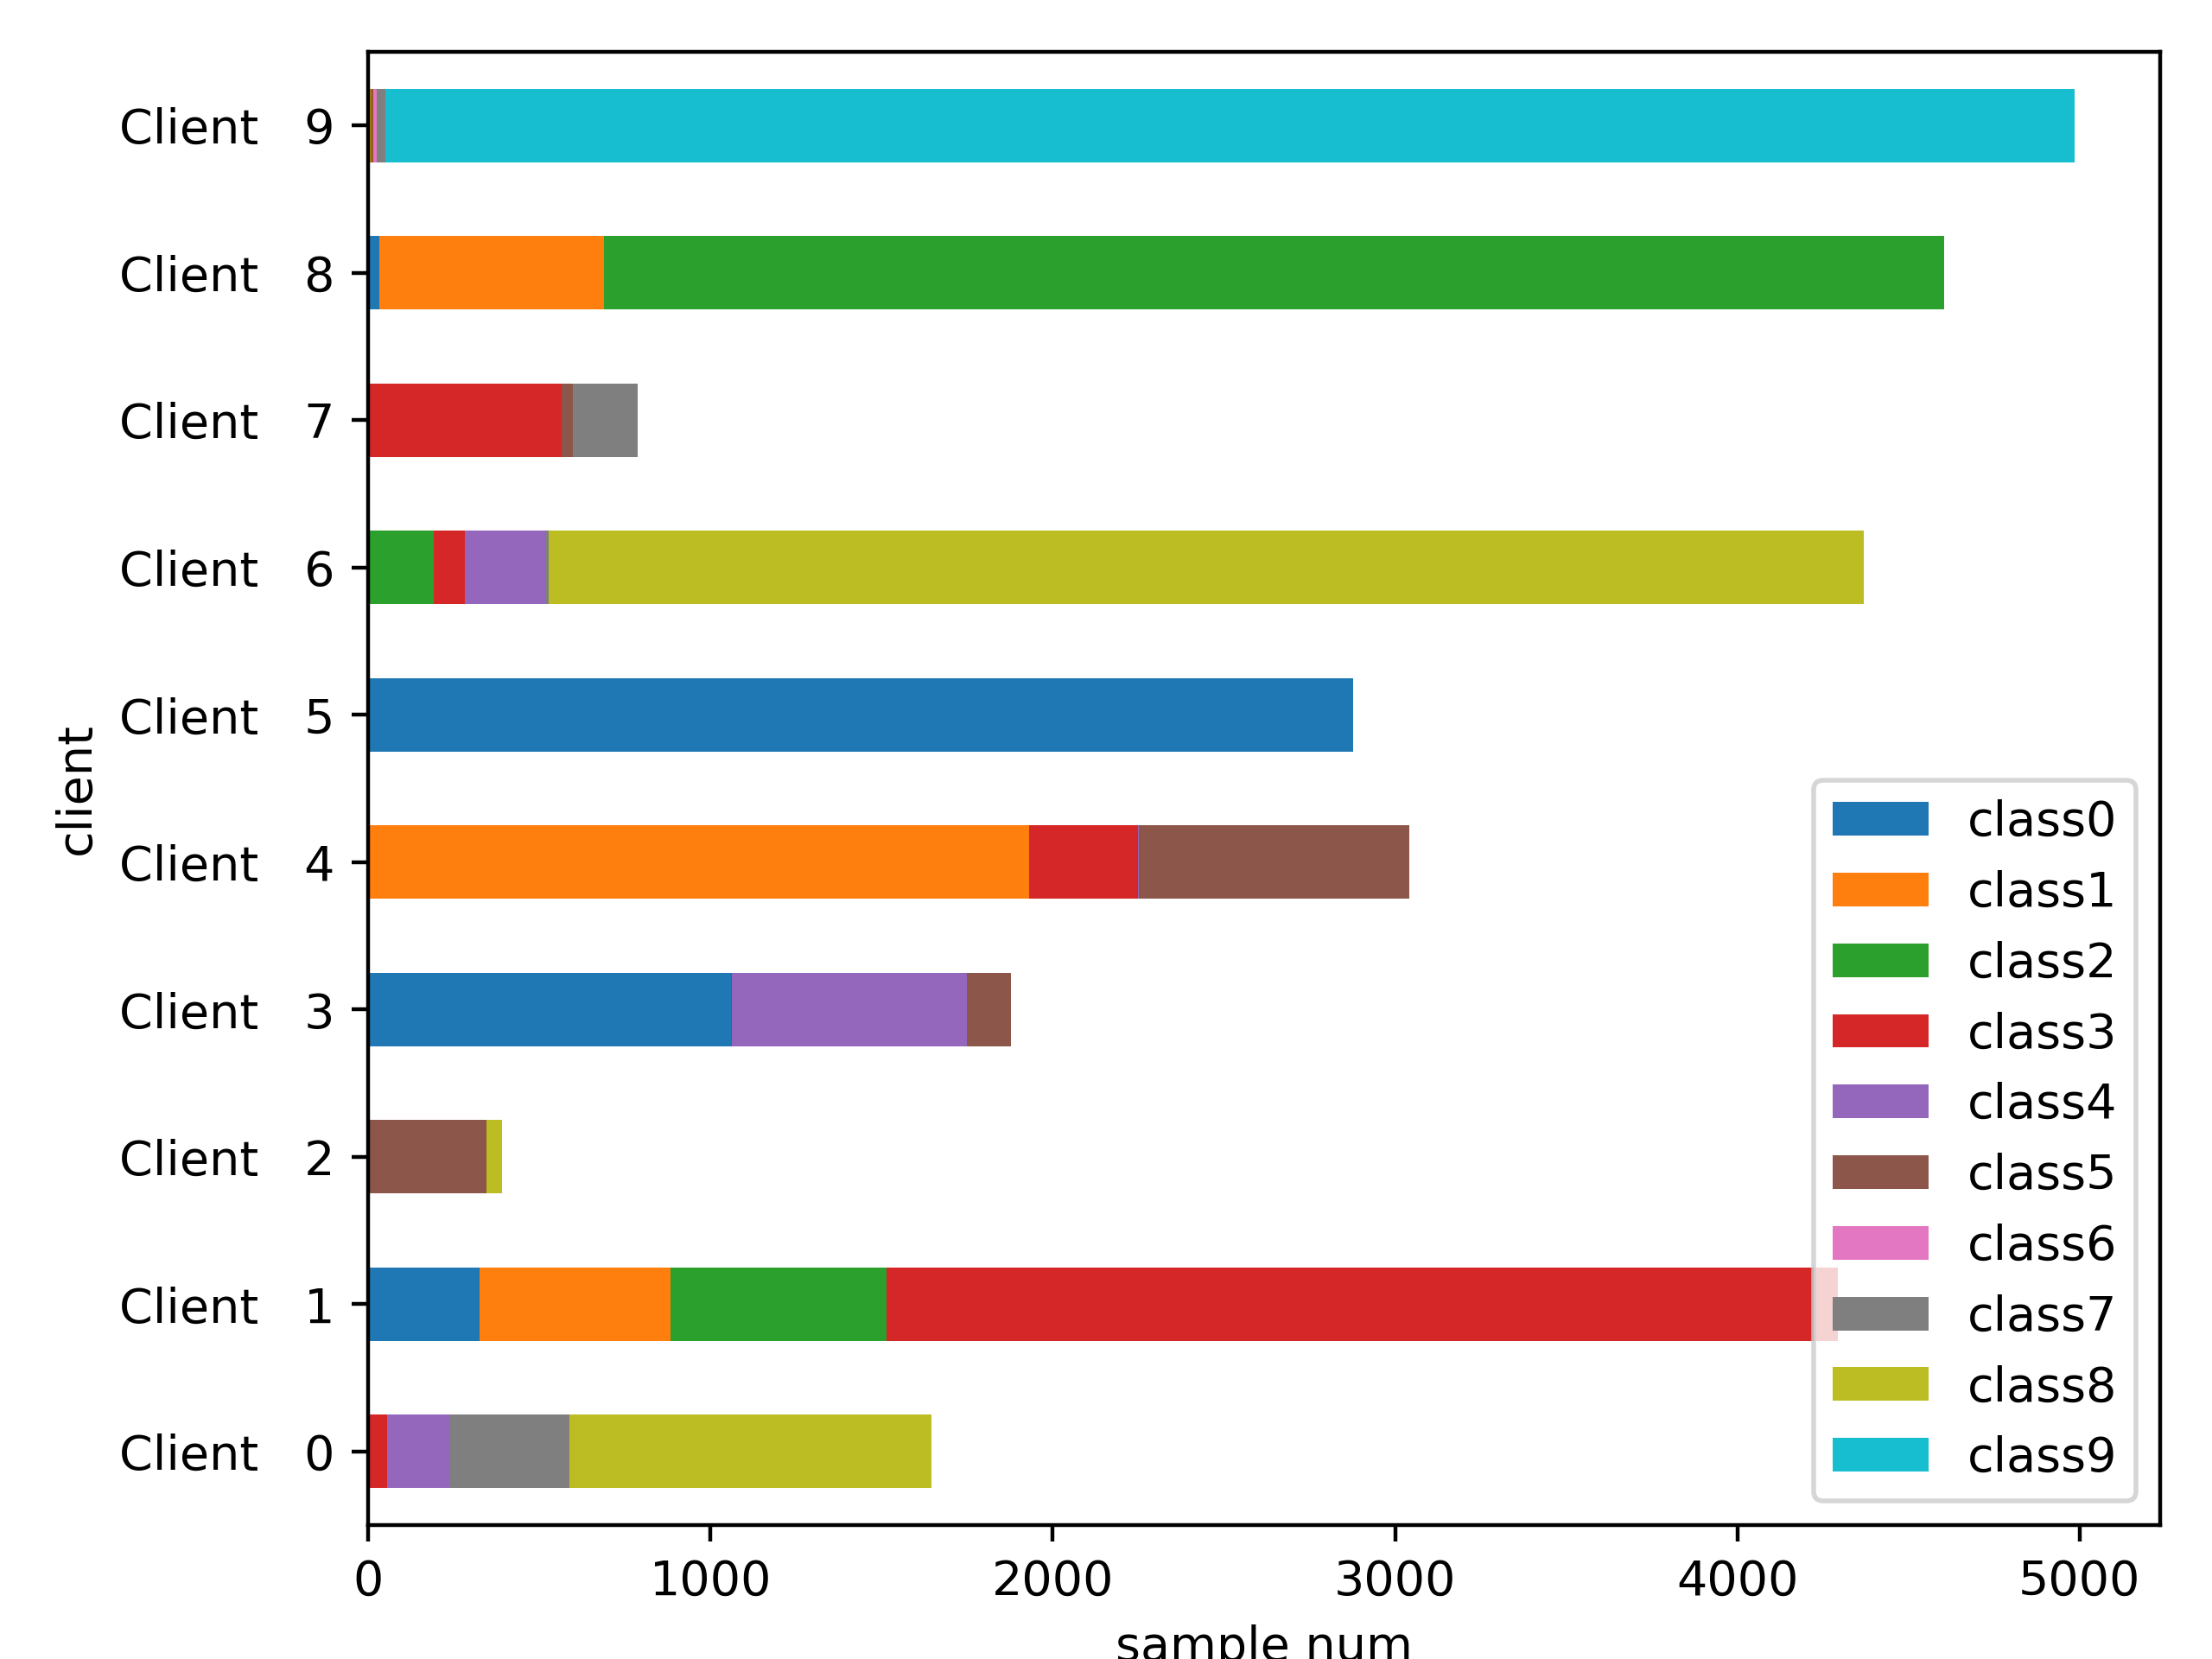 Client 9
Client 8
Client 7
Client 6
Client 5
Client 4
Client 3
Client 2
Client 1
Client 0
client
class0
class1
class2
class3
class4
class5
class6
class7
class8
class9
0 1000 2000 3000 4000 5000
sample num